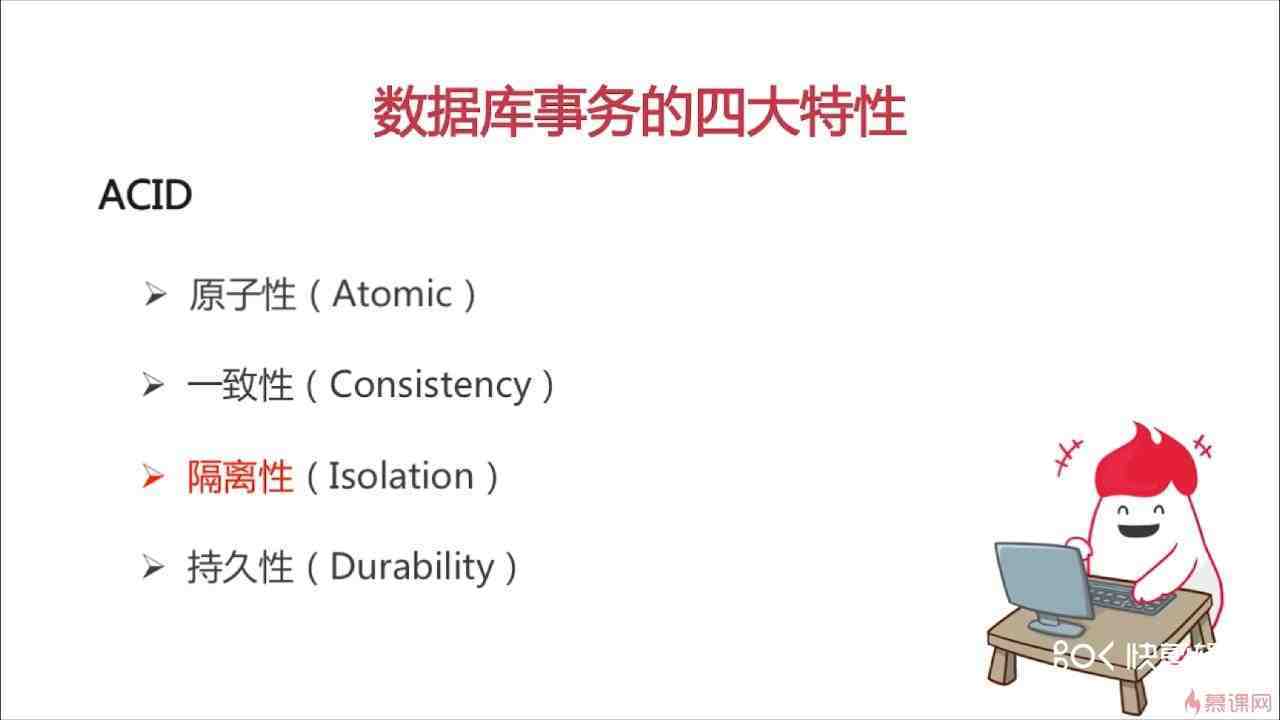 数据库事务的四大特性
ACID
原子性（Atomic）
一致性（Consistency）
隔离性（Isolation）
持久性（Durability）
慕课网